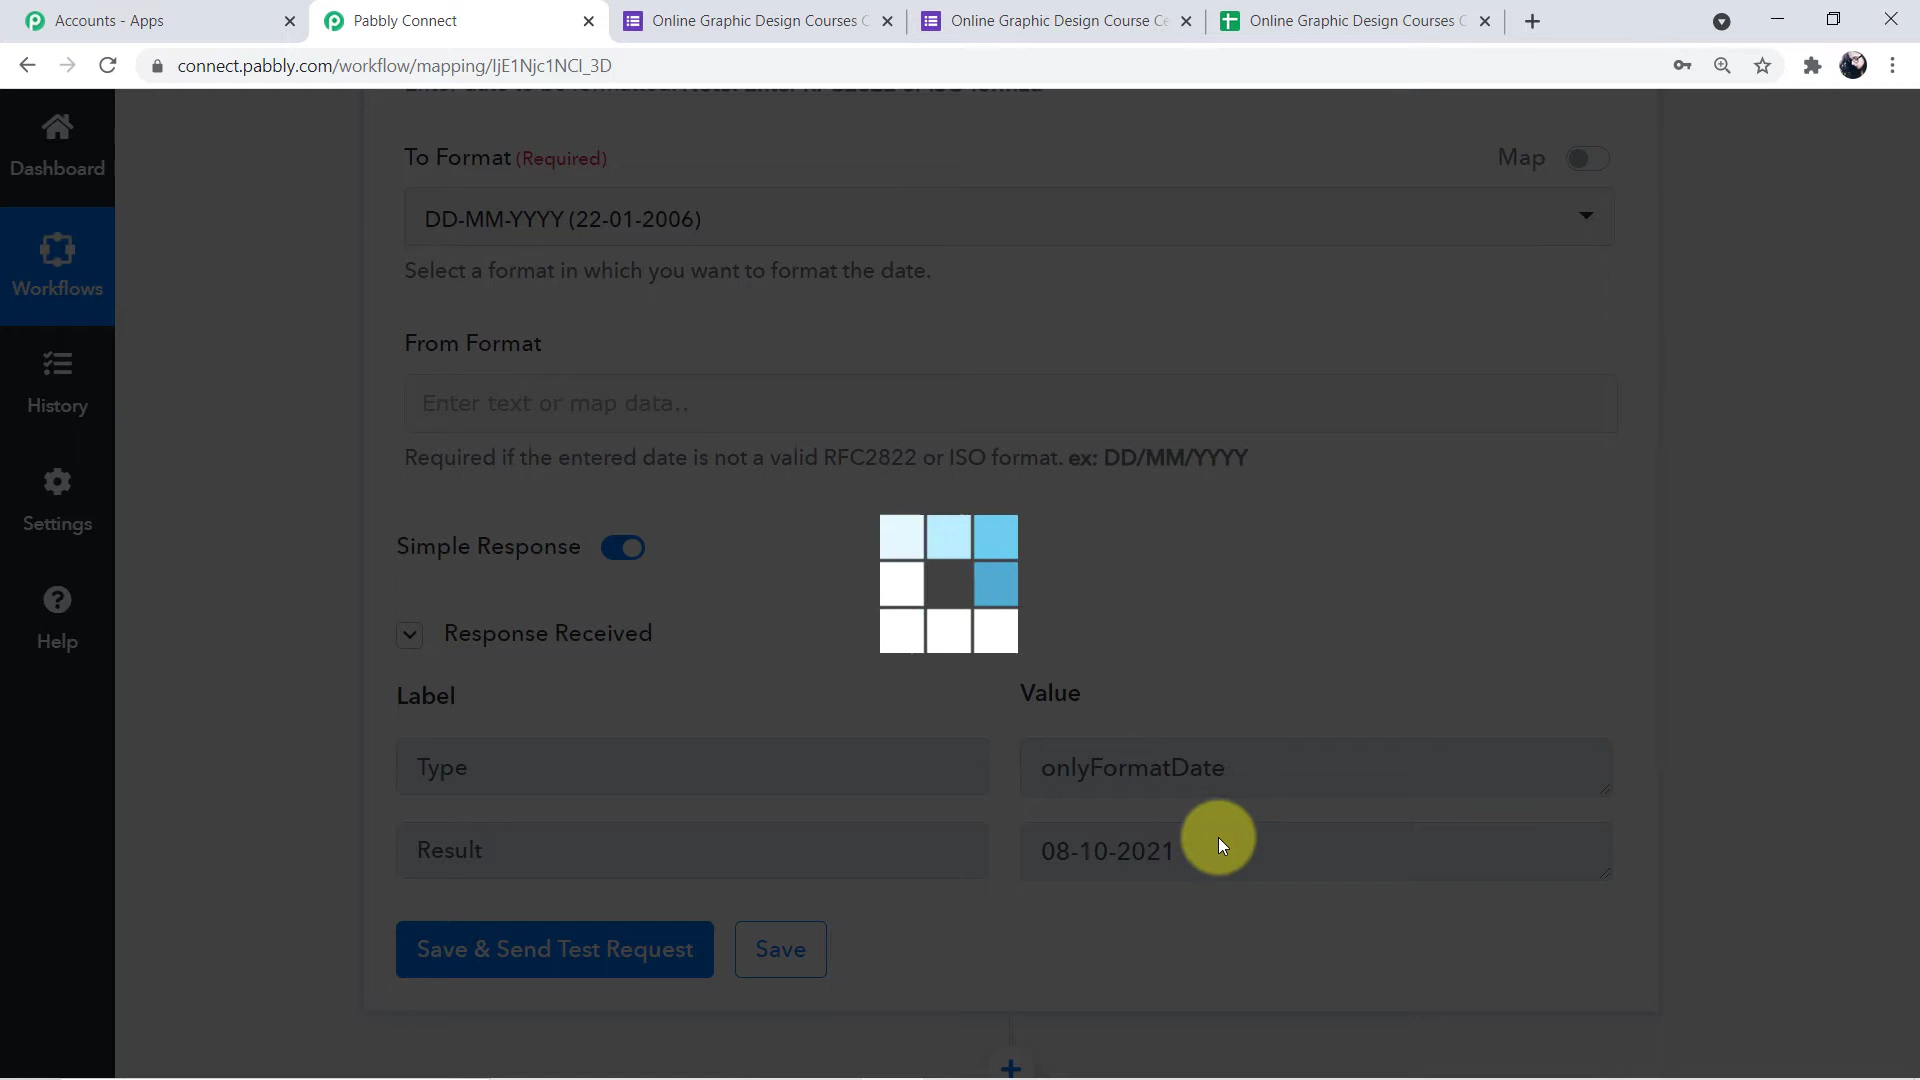 Accounts - Apps
Pabbly Connect
Online Graphic Design Courses C
Online Graphic Design Course Ce
Online Graphic Design Courses C
connect.pabbly.com/workflow/mapping/IjE1Njc1NCI_3D
Dashboard
Workflows
History
Settings
Help
To Format (Required)
Map
DD-MM-YYYY (22-01-2006)
Select a format in which you want to format the date.
From Format
Enter text or map data..
Required if the entered date is not a valid RFC2822 or ISO format. ex: DD/MM/YYYY
Simple Response
Response Received
Label
Value
Type
onlyFormatDate
Result
08-10-2021
Save & Send Test Request
Save